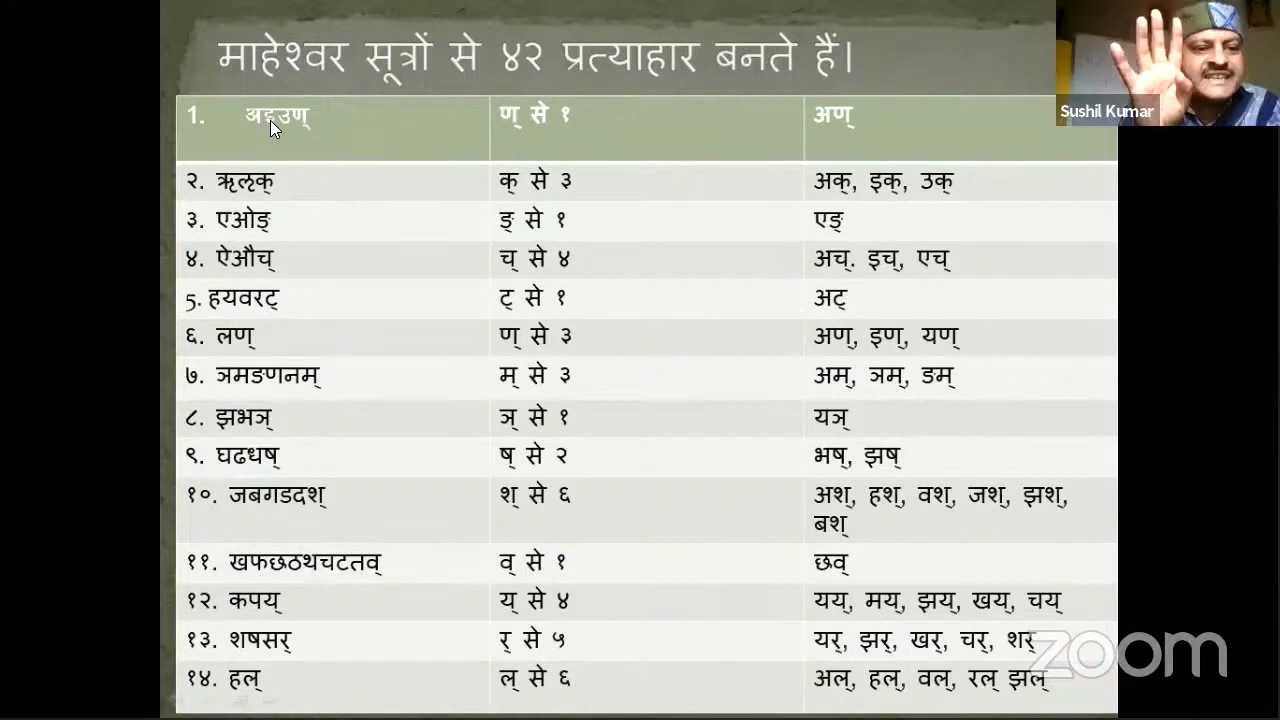 माहेश्वर सूत्रों से ४२ प्रत्याहार बनते हैं।
Sushil Kumar
1. अइउण् ण् से १ अण्
२. ऋऌक् क् से ३ अक्, इक्, उक्
३. एओङ् ङ् से १ एङ्
४. ऐऔच् च् से ४ अच्. इच्, एच्
5. हयवरट् ट् से १ अट्
६. लण् ण् से ३ अण्, इण्, यण्
७. ञमङणनम् म् से ३ अम्, ञम्, ङम्
८. झभञ् ञ् से १ यञ्
९. घढधष् ष् से २ भष्, झष्
१०. जबगडदश् श् से ६ अश्, हश्, वश्, जश्, झश्,
बश्
११. खफछठथचटतव् व् से १ छव्
१२. कपय् य् से ४ यय्, मय्, झय्, खय्, चय्
१३. शषसर् र् से ५ यर्, झर्, खर्, चर्, शर्
१४. हल् ल् से ६ अल्, हल्, वल्, रल् झल्
zoom